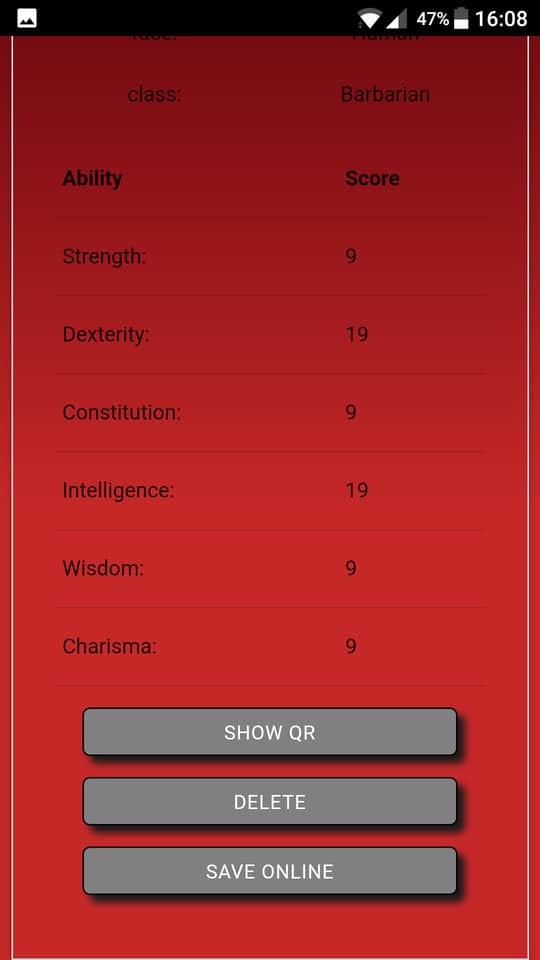 47% 16:08
race: Human
class: Barbarian
Ability Score
Strength: 9
Dexterity: 19
Constitution: 9
Intelligence: 19
Wisdom: 9
Charisma: 9
SHOW QR
DELETE
SAVE ONLINE